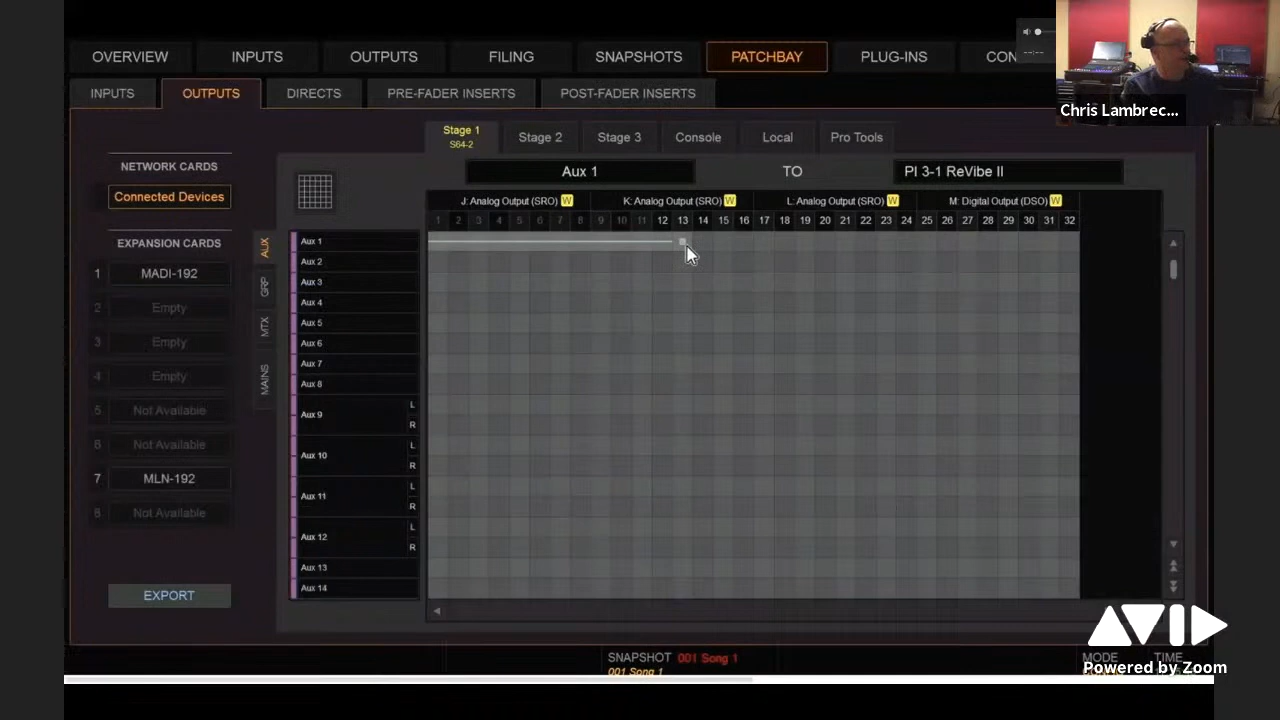 OVERVIEW INPUTS OUTPUTS FILING SNAPSHOTS PATCHBAY PLUG-INS CON
INPUTS OUTPUTS DIRECTS PRE-FADER INSERTS POST-FADER INSERTS
Chris Lambrec...
Stage 1 Stage 2 Stage 3 Console Local Pro Tools
S64-2
NETWORK CARDS
Connected Devices
Aux 1 TO PI 3-1 ReVibe II
J: Analog Output (SRO) W K: Analog Output (SRO) W L: Analog Output (SRO) W M: Digital Output (DSO) W
1 2 3 4 5 6 7 8 9 10 11 12 13 14 15 16 17 18 19 20 21 22 23 24 25 26 27 28 29 30 31 32
EXPANSION CARDS
1 MADI-192
2 Empty
3 Empty
4 Empty
5 Not Available
6 Not Available
7 MLN-192
8 Not Available
EXPORT
AUX
GRP
MTX
MAINS
Aux 1
Aux 2
Aux 3
Aux 4
Aux 5
Aux 6
Aux 7
Aux 8
Aux 9 L
R
Aux 10 L
R
Aux 11 L
R
Aux 12 L
R
Aux 13
Aux 14
SNAPSHOT 001 Song 1
001 Song 1
MODE TIME
AVID
Powered by Zoom